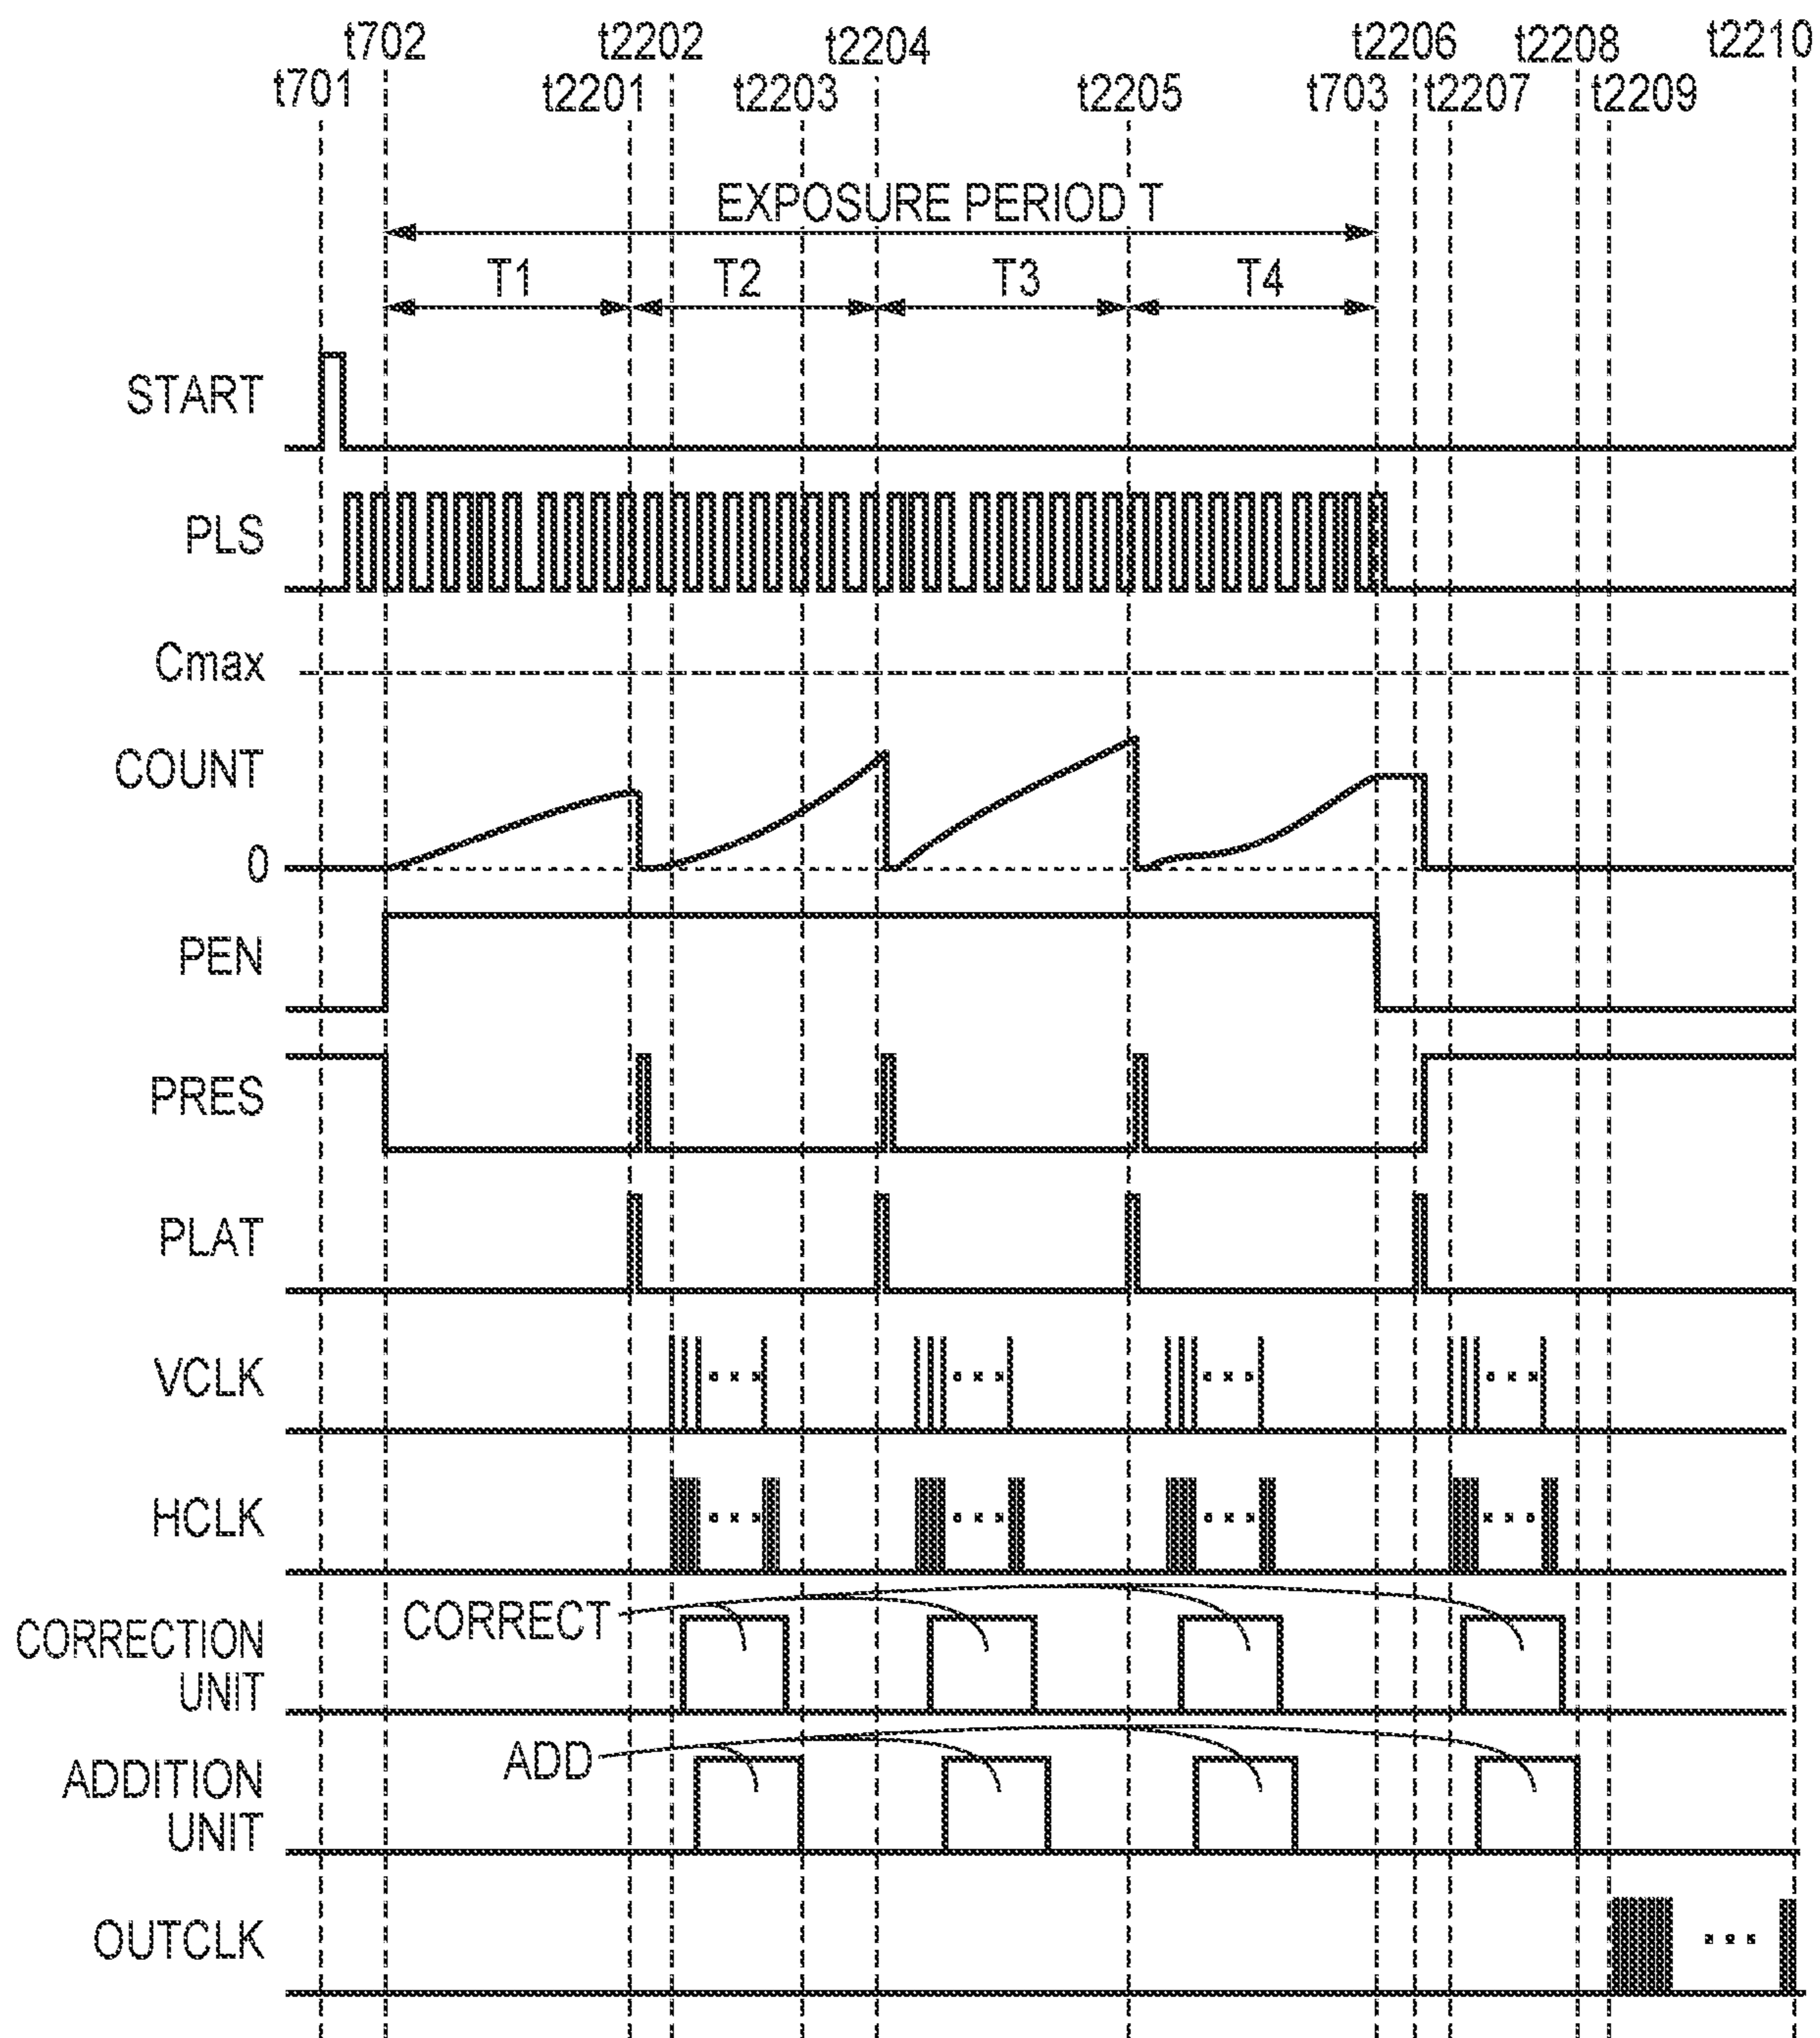 t702 t2202 t2204 t2206 t2208 t2210
t701 t2201 t2203 t2205 t703 t2207 t2209
EXPOSURE PERIOD T
T1 T2 T3 T4
START
PLS
Cmax
COUNT
0
PEN
PRES
PLAT
VCLK
HCLK
CORRECT
CORRECTION
UNIT
ADD
ADDITION
UNIT
OUTCLK